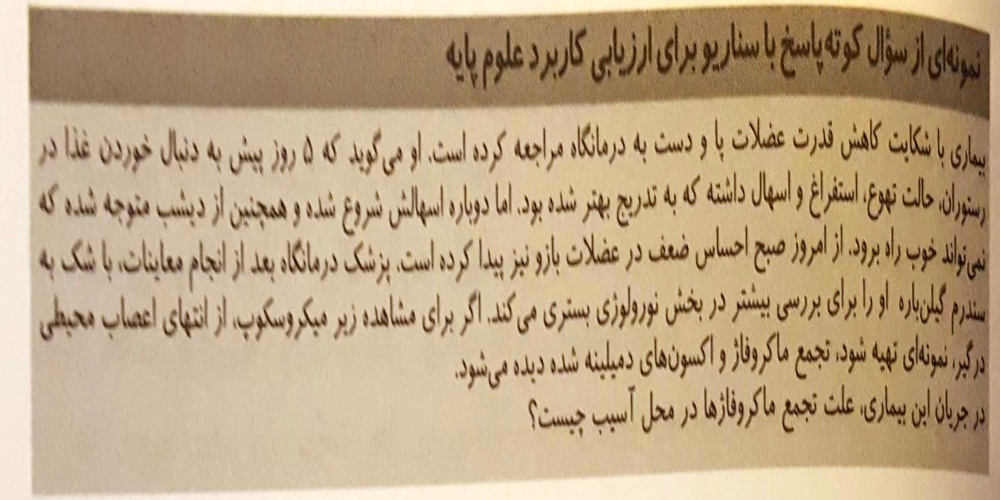 نمونه‌ای از سؤال کوته‌پاسخ با سناریو برای ارزیابی کاربرد علوم پایه
بیماری با شکایت کاهش قدرت عضلات پا و دست به درمانگاه مراجعه کرده است. او می‌گوید که ۵ روز پیش به دنبال خوردن غذا در
رستوران، حالت تهوع، استفراغ و اسهال داشته که به تدریج بهتر شده بود. اما دوباره اسهالش شروع شده و همچنین از دیشب متوجه شده که
نمی‌تواند خوب راه برود. از امروز صبح احساس ضعف در عضلات بازو نیز پیدا کرده است. پزشک درمانگاه بعد از انجام معاینات، با شک به
سندرم گیلن‌باره او را برای بررسی بیشتر در بخش نورولوژی بستری می‌کند. اگر برای مشاهده زیر میکروسکوپ، از انتهای اعصاب محیطی
درگیر، نمونه‌ای تهیه شود، تجمع ماکروفاژ و اکسون‌های دمیلینه شده دیده می‌شود.
در جریان این بیماری، علت تجمع ماکروفاژها در محل آسیب چیست؟